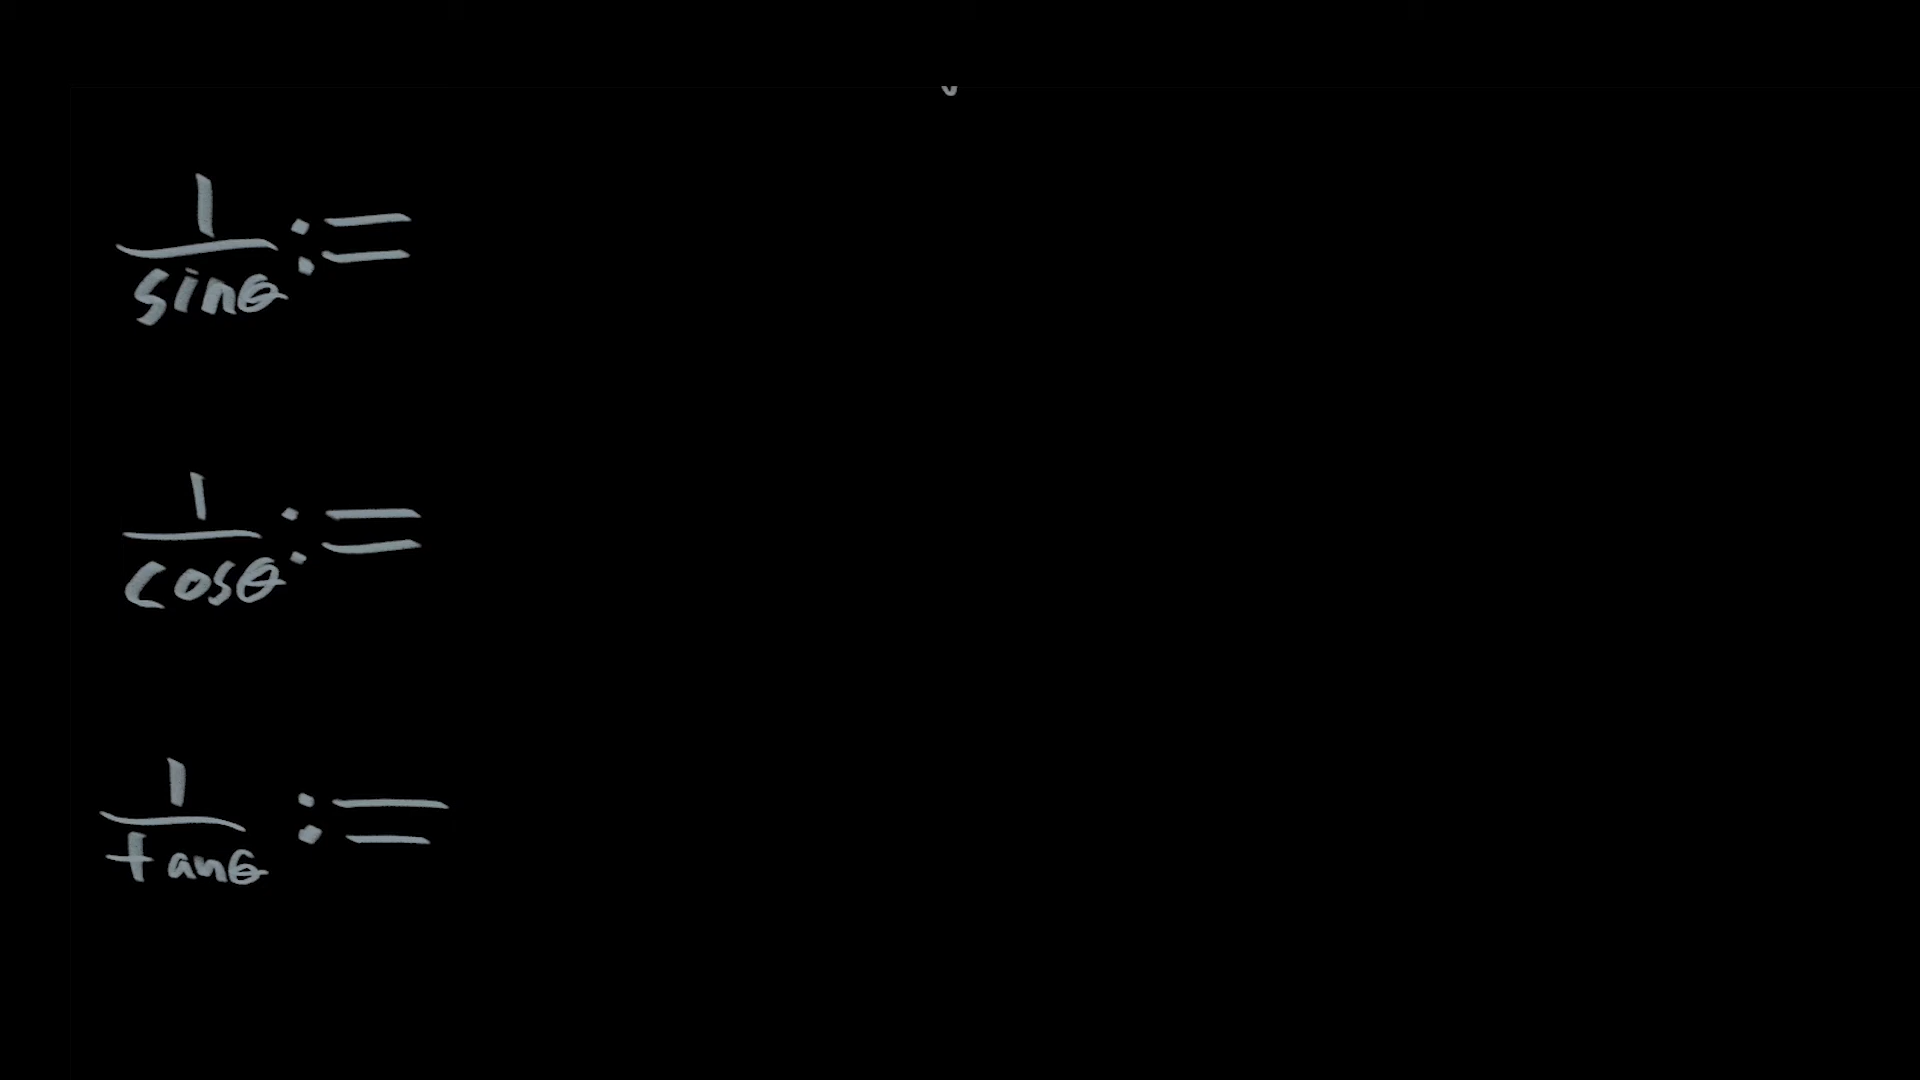 1/sinθ :=
1/cosθ :=
1/tanθ :=